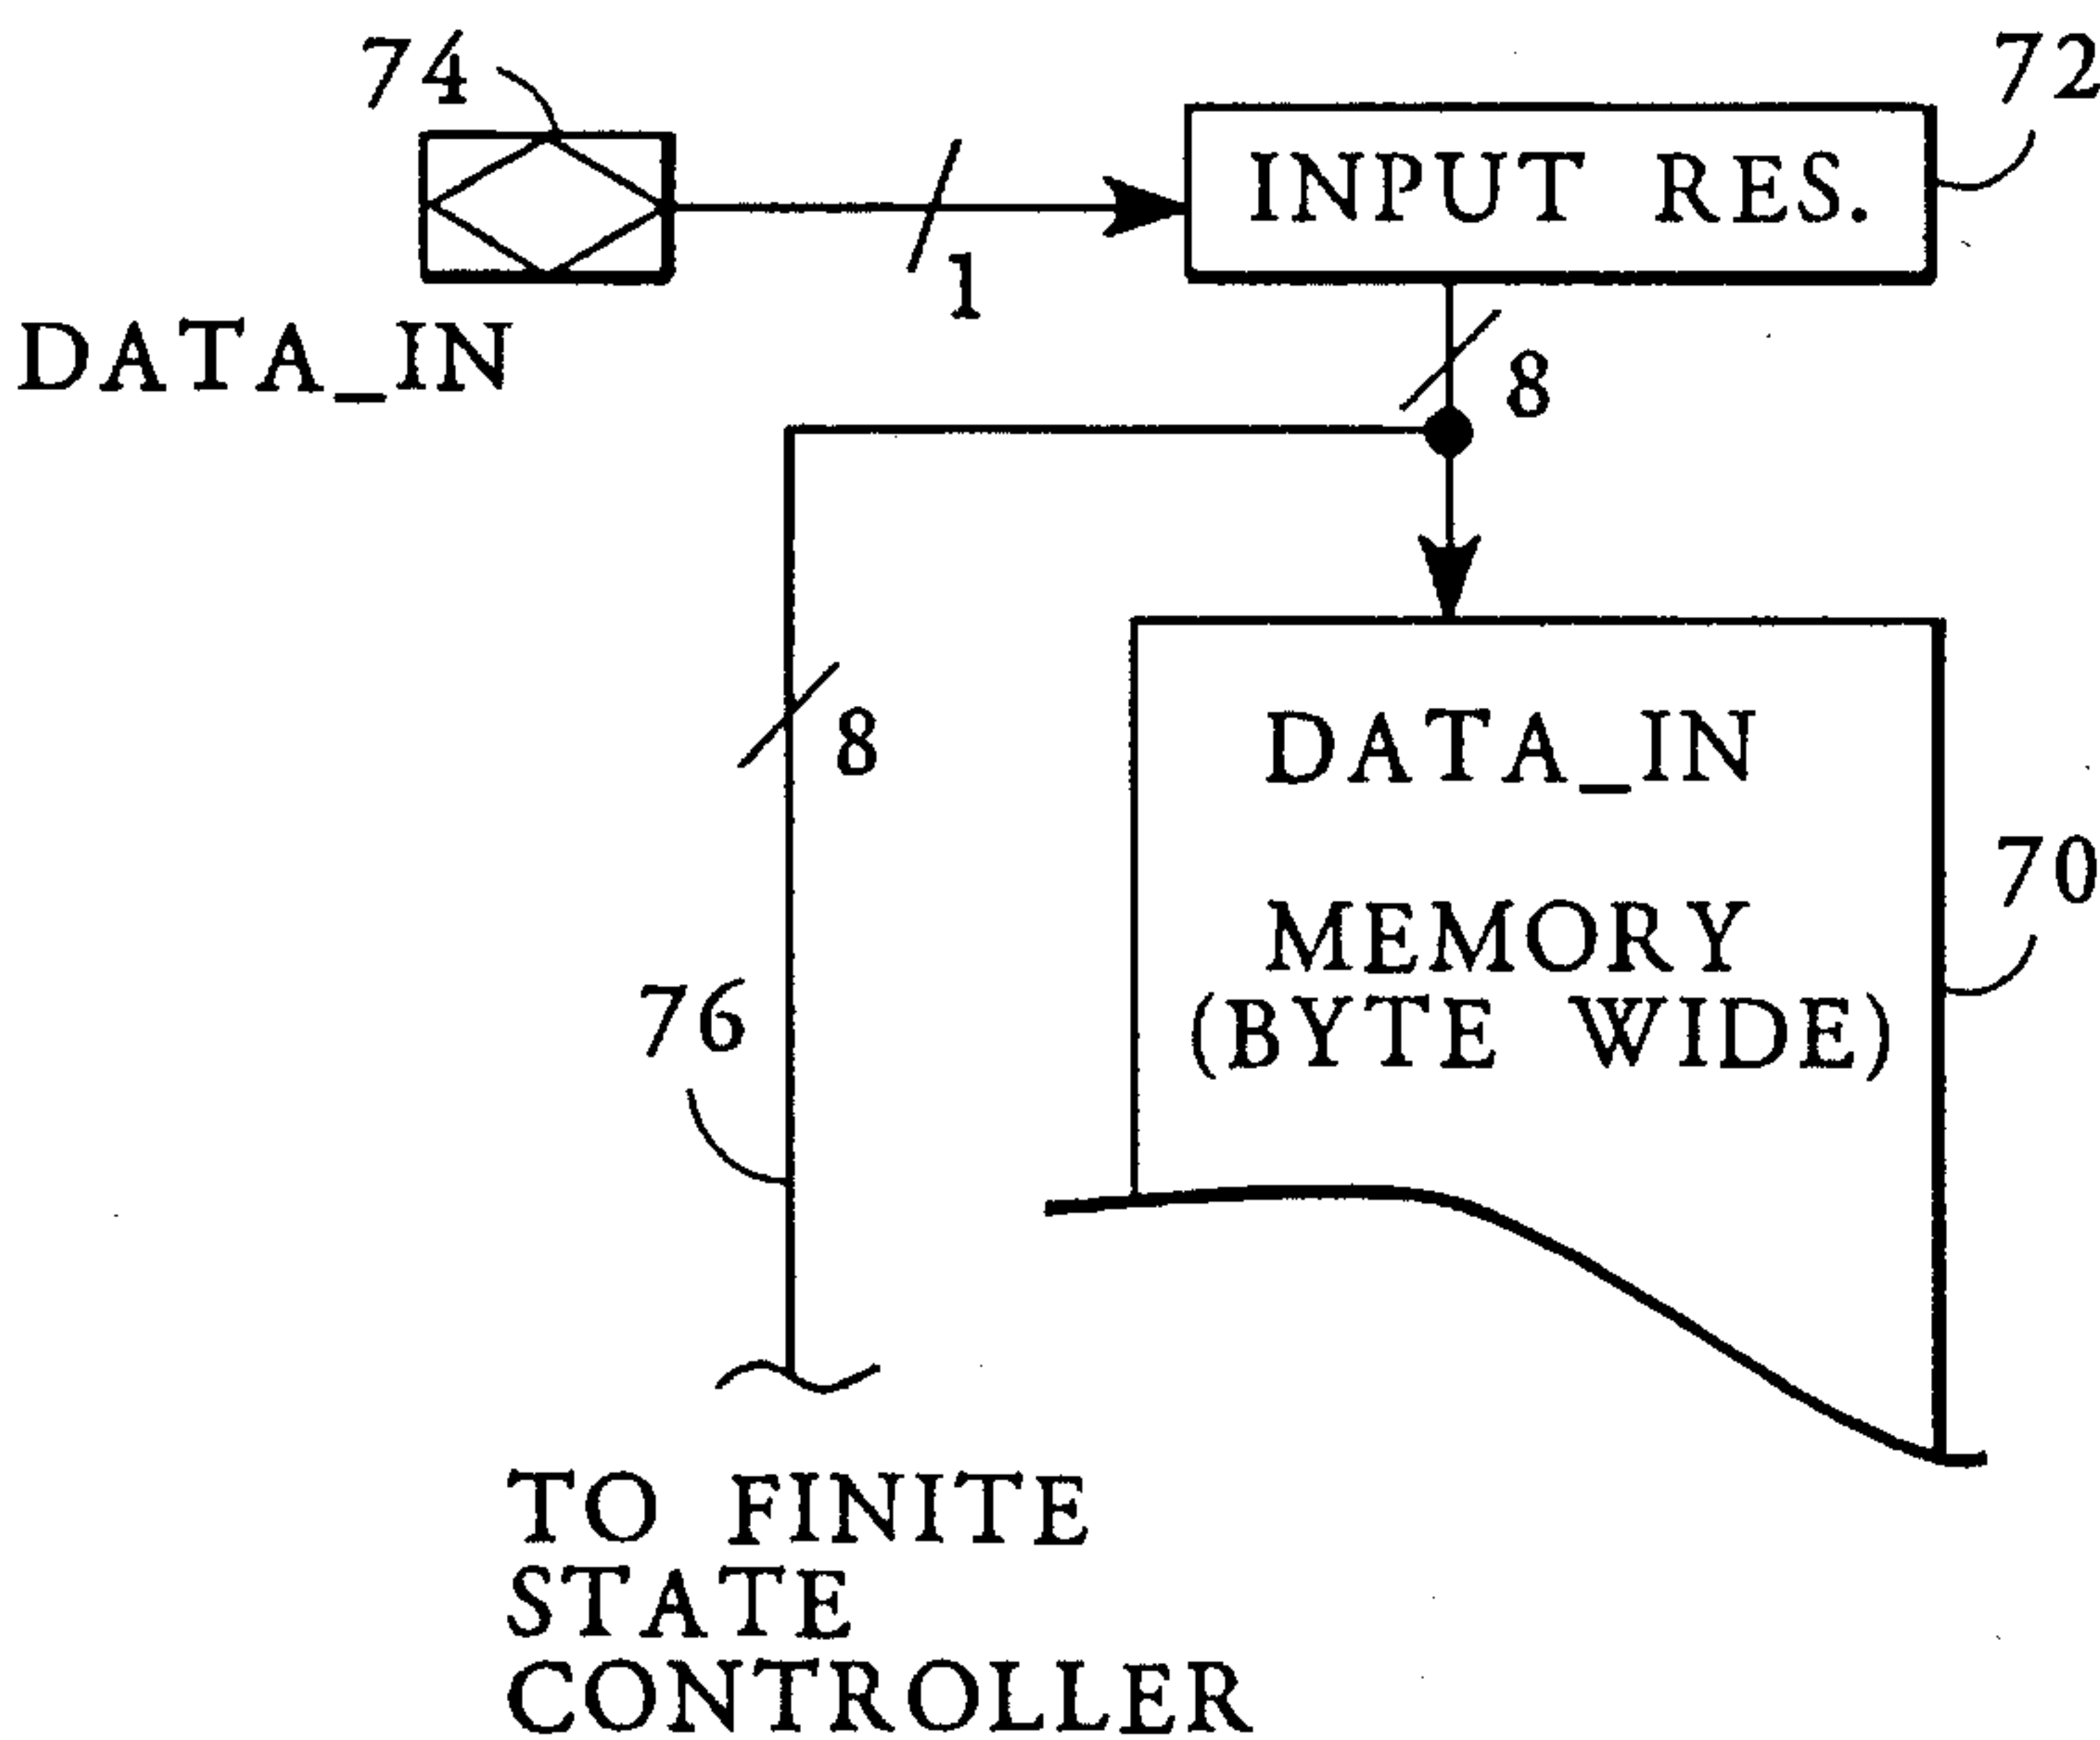 74
72
INPUT RES.
1
DATA_IN
8
8
DATA_IN
70
MEMORY
(BYTE WIDE)
76
TO FINITE
STATE
CONTROLLER